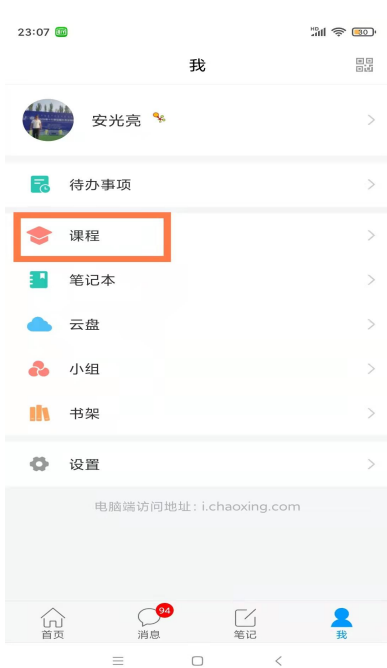 23:07
HD 30
我
安光亮
待办事项
课程
笔记本
云盘
小组
书架
设置
电脑端访问地址：i.chaoxing.com
94
首页 消息 笔记 我